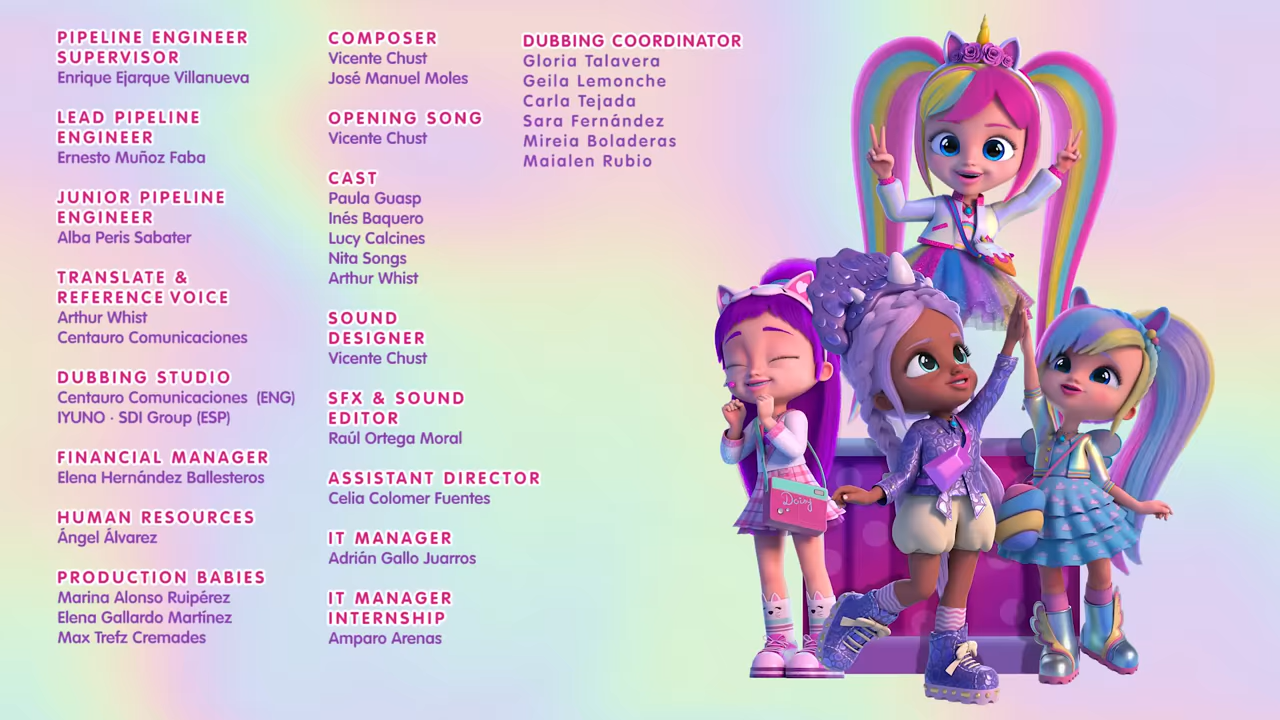 PIPELINE ENGINEER
SUPERVISOR
Enrique Ejarque Villanueva
LEAD PIPELINE
ENGINEER
Ernesto Muñoz Faba
JUNIOR PIPELINE
ENGINEER
Alba Peris Sabater
TRANSLATE &
REFERENCE VOICE
Arthur Whist
Centauro Comunicaciones
DUBBING STUDIO
Centauro Comunicaciones (ENG)
IYUNO · SDI Group (ESP)
FINANCIAL MANAGER
Elena Hernández Ballesteros
HUMAN RESOURCES
Ángel Álvarez
PRODUCTION BABIES
Marina Alonso Ruipérez
Elena Gallardo Martínez
Max Trefz Cremades
COMPOSER
Vicente Chust
José Manuel Moles
OPENING SONG
Vicente Chust
CAST
Paula Guasp
Inés Baquero
Lucy Calcines
Nita Songs
Arthur Whist
SOUND
DESIGNER
Vicente Chust
SFX & SOUND
EDITOR
Raúl Ortega Moral
ASSISTANT DIRECTOR
Celia Colomer Fuentes
IT MANAGER
Adrián Gallo Juarros
IT MANAGER
INTERNSHIP
Amparo Arenas
DUBBING COORDINATOR
Gloria Talavera
Geila Lemonche
Carla Tejada
Sara Fernández
Mireia Boladeras
Maialen Rubio
Daisy